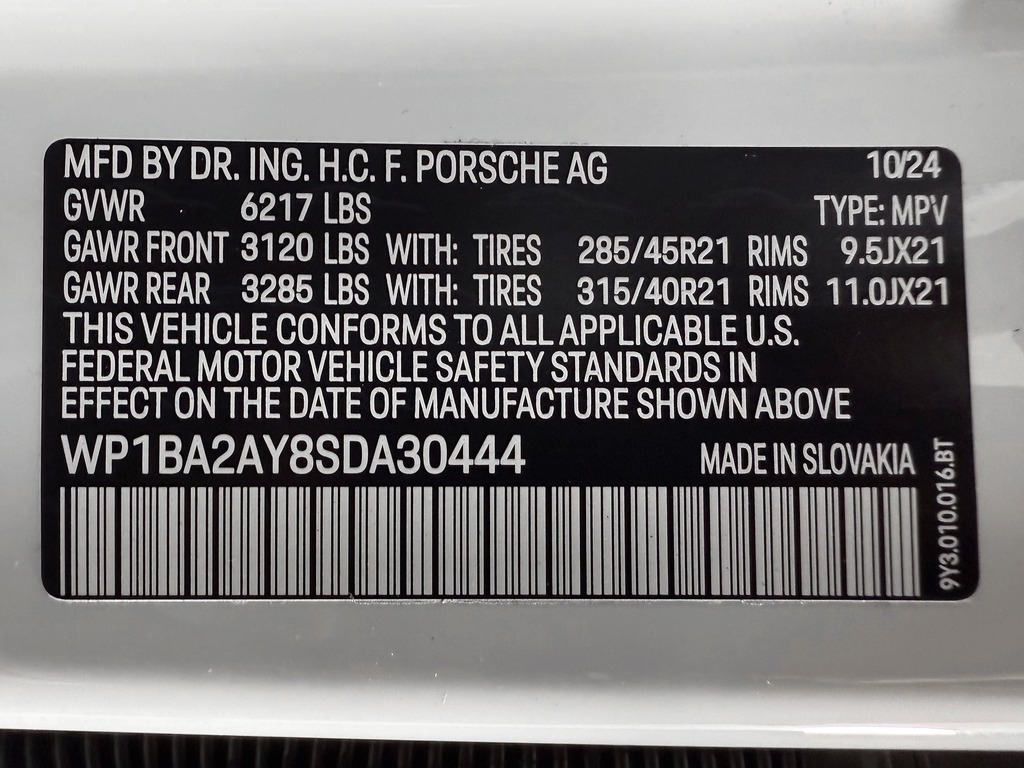 MFD BY DR. ING. H.C. F. PORSCHE AG 10/24
GVWR 6217 LBS TYPE: MPV
GAWR FRONT 3120 LBS WITH: TIRES 285/45R21 RIMS 9.5JX21
GAWR REAR 3285 LBS WITH: TIRES 315/40R21 RIMS 11.0JX21
THIS VEHICLE CONFORMS TO ALL APPLICABLE U.S.
FEDERAL MOTOR VEHICLE SAFETY STANDARDS IN
EFFECT ON THE DATE OF MANUFACTURE SHOWN ABOVE
WP1BA2AY8SDA30444 MADE IN SLOVAKIA
9Y3.010.016.BT